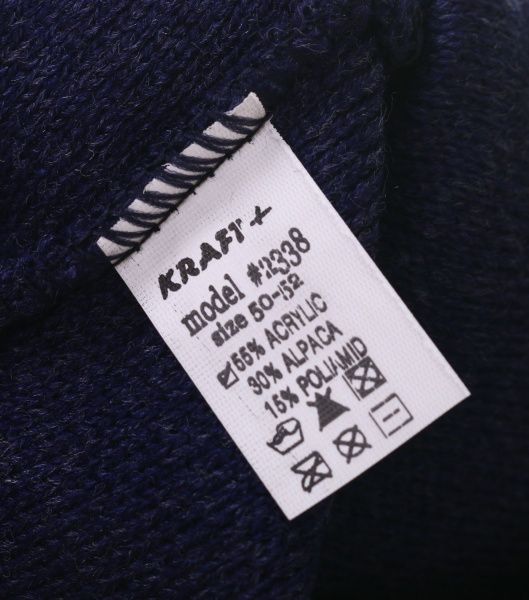 KRAFT +
model #2338
size 50-52
55% ACRYLIC
30% ALPACA
15% POLIAMID